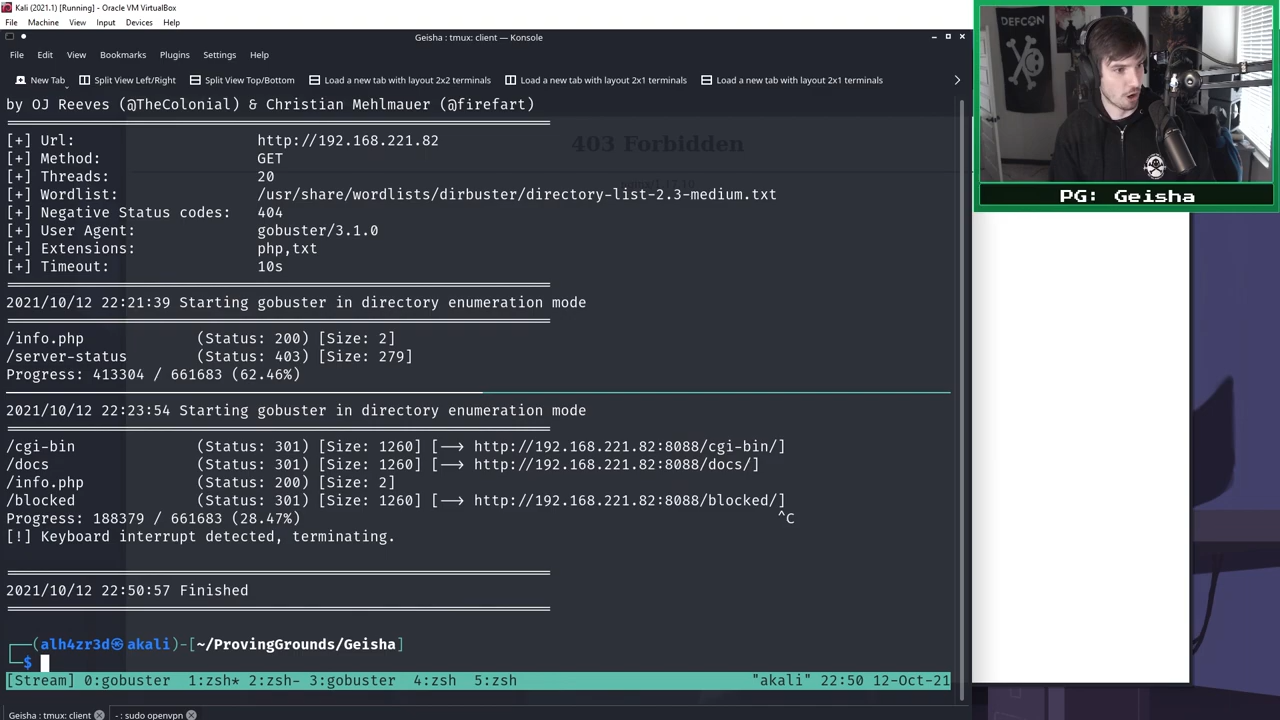 Kali (2021.1) [Running] - Oracle VM VirtualBox
File Machine View Input Devices Help
Geisha : tmux: client — Konsole
File Edit View Bookmarks Plugins Settings Help
New Tab Split View Left/Right Split View Top/Bottom Load a new tab with layout 2x2 terminals Load a new tab with layout 2x1 terminals Load a new tab with layout 2x1 terminals
by OJ Reeves (@TheColonial) & Christian Mehlmauer (@firefart)
403 Forbidden
[+] Url: http://192.168.221.82
[+] Method: GET
[+] Threads: 20
[+] Wordlist: /usr/share/wordlists/dirbuster/directory-list-2.3-medium.txt
[+] Negative Status codes: 404
[+] User Agent: gobuster/3.1.0
[+] Extensions: php,txt
[+] Timeout: 10s
2021/10/12 22:21:39 Starting gobuster in directory enumeration mode
/info.php (Status: 200) [Size: 2]
/server-status (Status: 403) [Size: 279]
Progress: 413304 / 661683 (62.46%)
2021/10/12 22:23:54 Starting gobuster in directory enumeration mode
/cgi-bin (Status: 301) [Size: 1260] [--> http://192.168.221.82:8088/cgi-bin/]
/docs (Status: 301) [Size: 1260] [--> http://192.168.221.82:8088/docs/]
/info.php (Status: 200) [Size: 2]
/blocked (Status: 301) [Size: 1260] [--> http://192.168.221.82:8088/blocked/]
Progress: 188379 / 661683 (28.47%) ^C
[!] Keyboard interrupt detected, terminating.
2021/10/12 22:50:57 Finished
(alh4zr3d㉿akali)-[~/ProvingGrounds/Geisha]
$
[Stream] 0:gobuster 1:zsh* 2:zsh- 3:gobuster 4:zsh 5:zsh "akali" 22:50 12-Oct-21
Geisha : tmux: client - : sudo openvpn
DEFCON
PG: Geisha